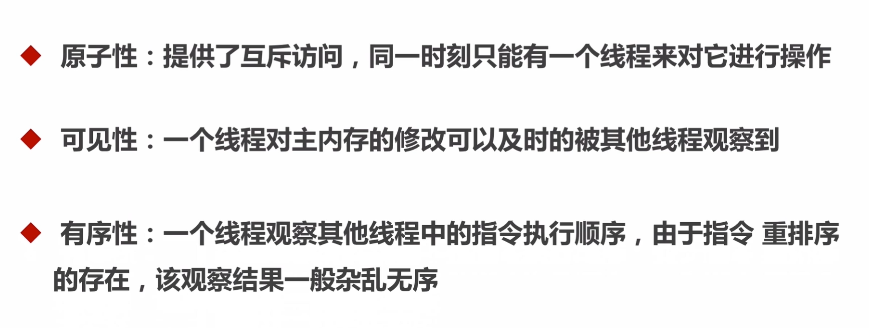 ◆ 原子性：提供了互斥访问，同一时刻只能有一个线程来对它进行操作
◆ 可见性：一个线程对主内存的修改可以及时的被其他线程观察到
◆ 有序性：一个线程观察其他线程中的指令执行顺序，由于指令 重排序
的存在，该观察结果一般杂乱无序